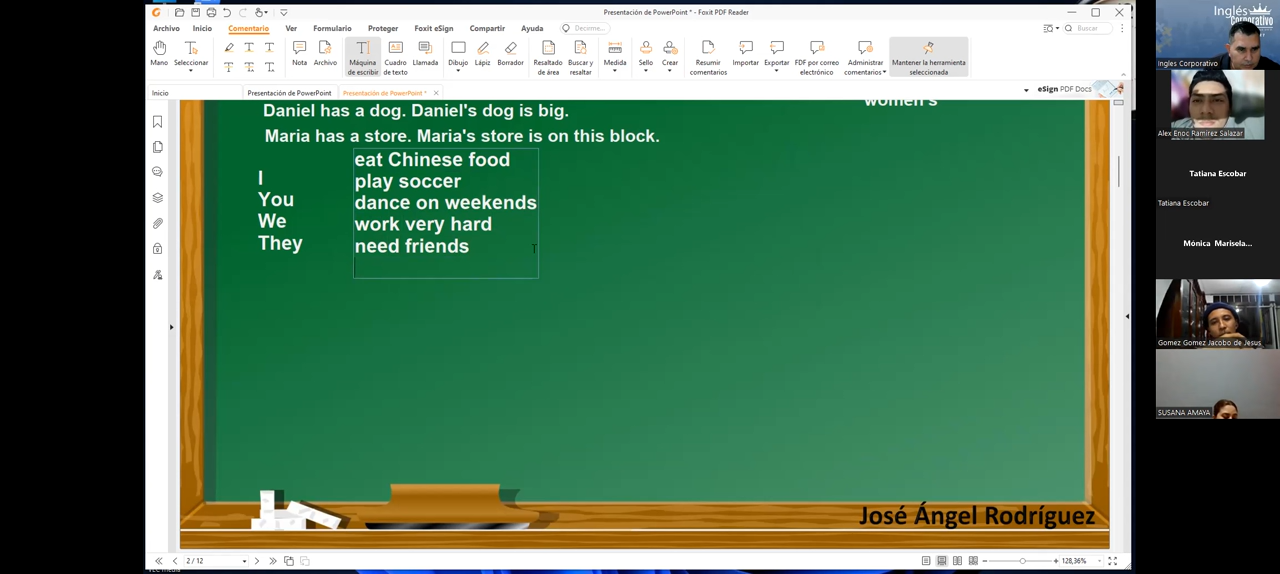 Presentación de PowerPoint * - Foxit PDF Reader
Archivo Inicio Comentario Ver Formulario Proteger Foxit eSign Compartir Ayuda Decirme... Buscar
Mano Seleccionar Nota Archivo Máquina de escribir Cuadro de texto Llamada Dibujo Lápiz Borrador Resaltado de área Buscar y resaltar Medida Sello Crear Resumir comentarios Importar Exportar PDF por correo electrónico Administrar comentarios Mantener la herramienta seleccionada
Inicio Presentación de PowerPoint Presentación de PowerPoint * eSign PDF Docs
women's
Daniel has a dog. Daniel's dog is big.
Maria has a store. Maria's store is on this block.
I
You
We
They
eat Chinese food
play soccer
dance on weekends
work very hard
need friends
José Ángel Rodríguez
2 / 12
128,36%
Inglés Corporativo
Ingles Corporativo
Alex Enoc Ramirez Salazar
Tatiana Escobar
Tatiana Escobar
Mónica Marisela...
Gomez Gomez Jacobo de Jesus
SUSANA AMAYA